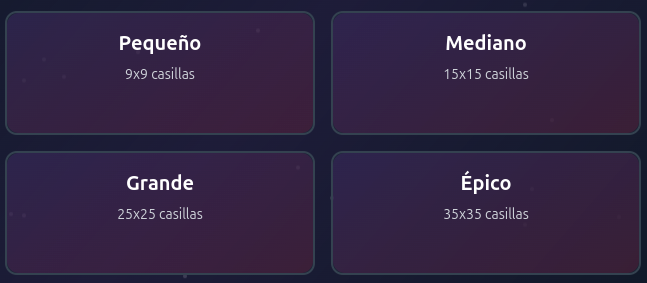 Pequeño
9x9 casillas
Mediano
15x15 casillas
Grande
25x25 casillas
Épico
35x35 casillas